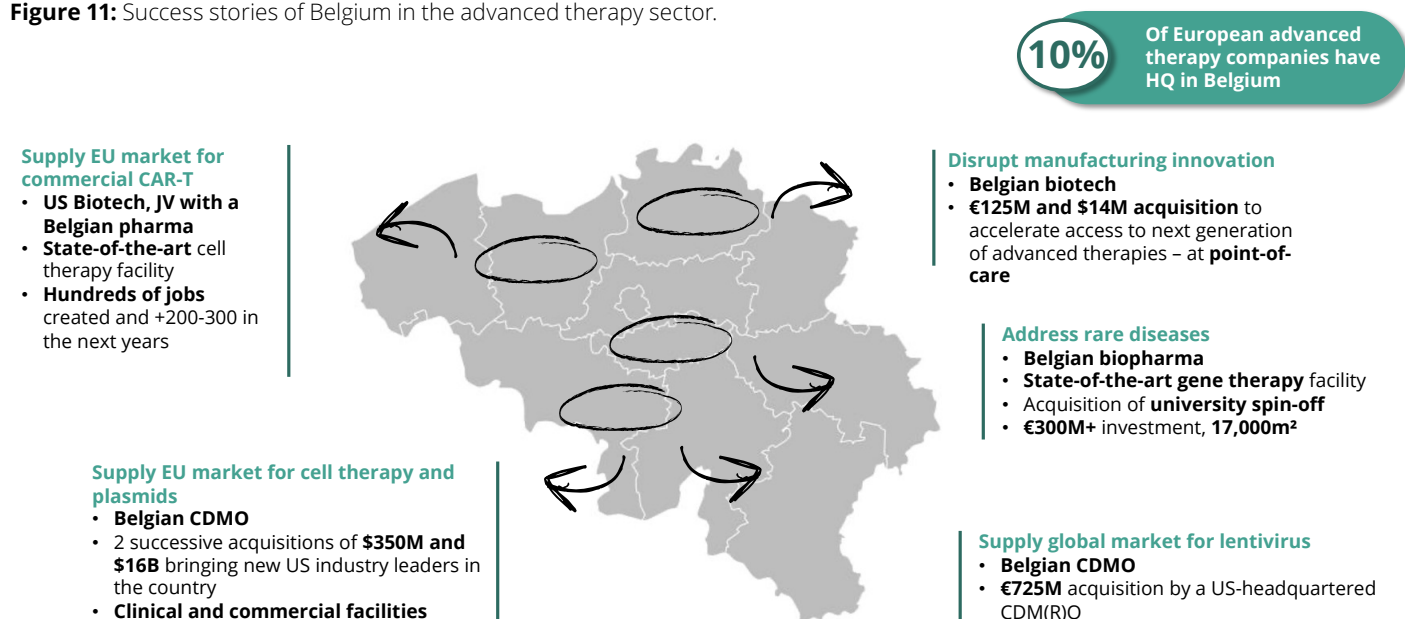 Figure 11: Success stories of Belgium in the advanced therapy sector.
10%
Of European advanced
therapy companies have
HQ in Belgium
Supply EU market for
commercial CAR-T
• US Biotech, JV with a
Belgian pharma
• State-of-the-art cell
therapy facility
• Hundreds of jobs
created and +200-300 in
the next years
Disrupt manufacturing innovation
• Belgian biotech
• €125M and $14M acquisition to
accelerate access to next generation
of advanced therapies – at point-of-
care
Address rare diseases
• Belgian biopharma
• State-of-the-art gene therapy facility
• Acquisition of university spin-off
• €300M+ investment, 17,000m²
Supply EU market for cell therapy and
plasmids
• Belgian CDMO
• 2 successive acquisitions of $350M and
$16B bringing new US industry leaders in
the country
• Clinical and commercial facilities
Supply global market for lentivirus
• Belgian CDMO
• €725M acquisition by a US-headquartered
CDM(R)O